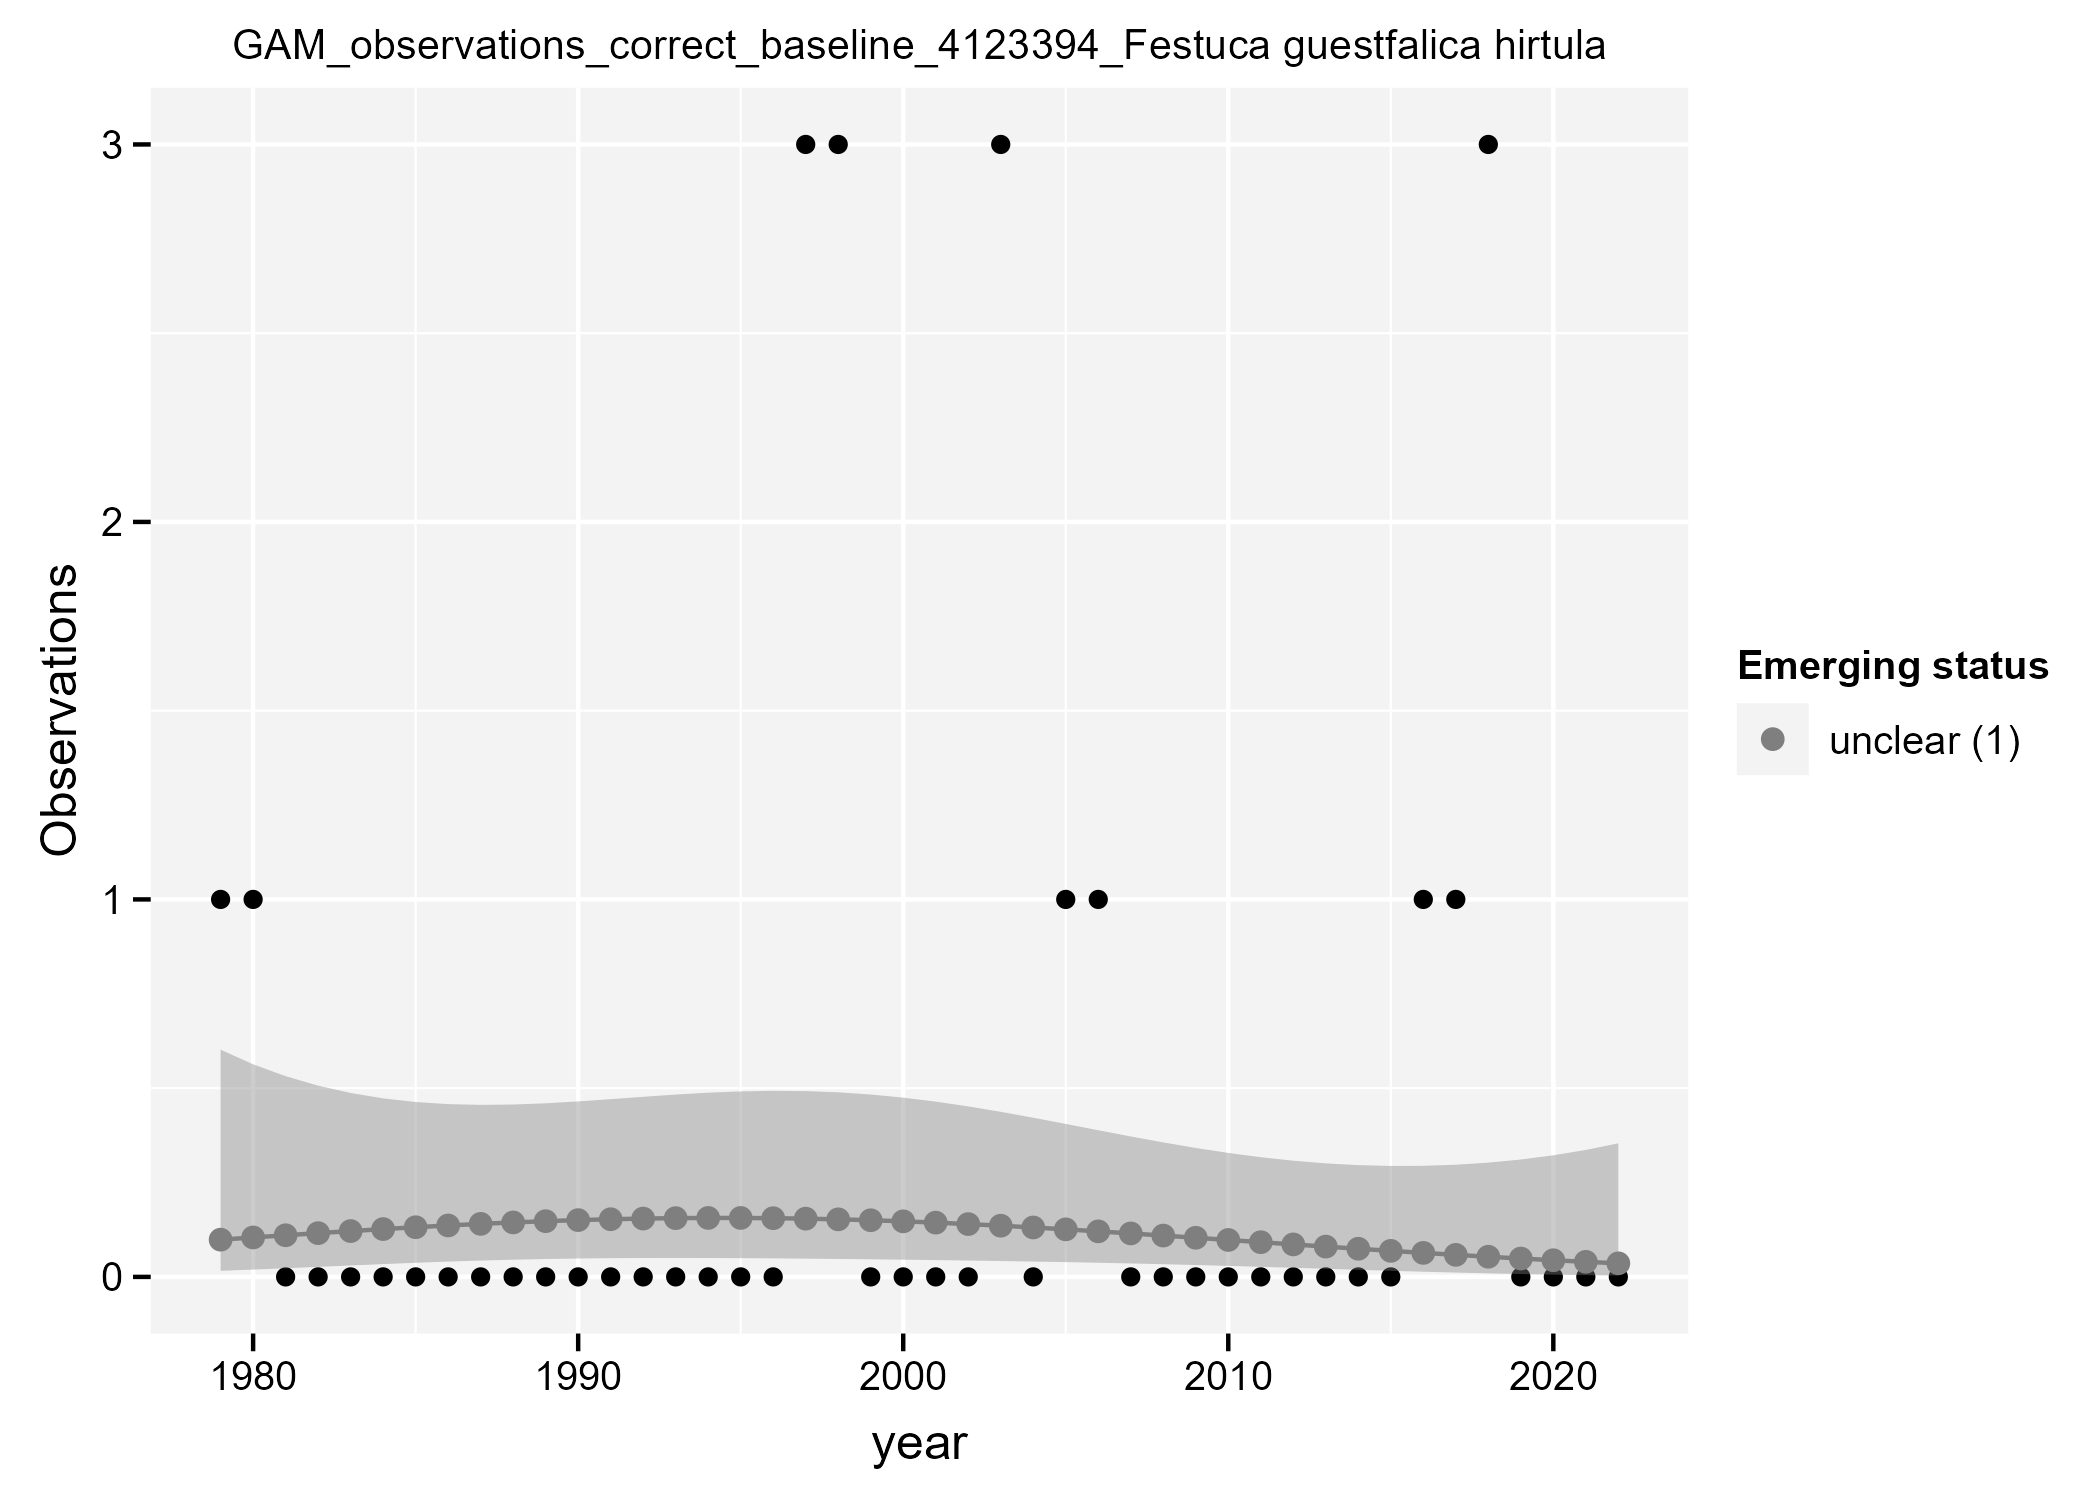 GAM_observations_correct_baseline_4123394_Festuca guestfalica hirtula
3
2
1
0
Observations
1980 1990 2000 2010 2020
year
Emerging status
unclear (1)